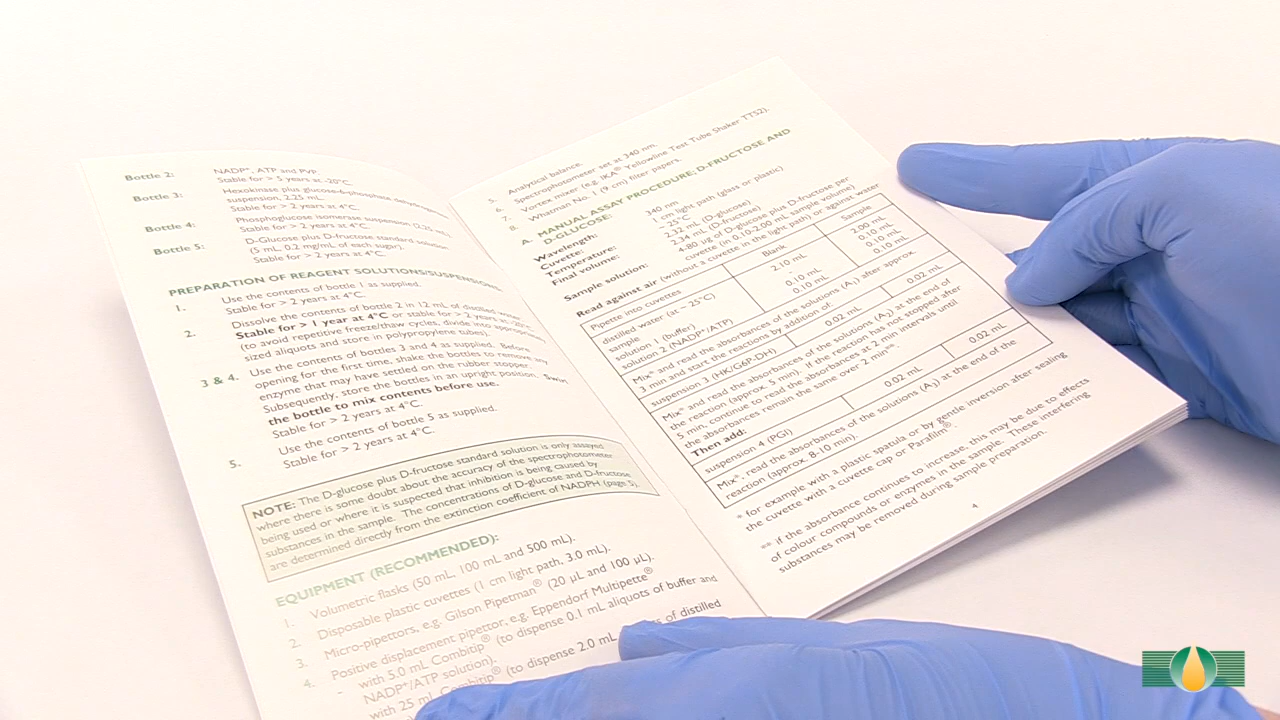 Bottle 2: NADP⁺, ATP and PVP.
Stable for > 5 years at -20°C.
Bottle 3: Hexokinase plus glucose-6-phosphate
suspension, 2.25 mL.
Stable for > 2 years at 4°C.
Bottle 4: Phosphoglucose isomerase suspension (2.25 mL).
Stable for > 2 years at 4°C.
Bottle 5: D-Glucose plus D-fructose standard solution
(5 mL, 0.2 mg/mL of each sugar).
Stable for > 2 years at 4°C.
PREPARATION OF REAGENT SOLUTIONS/SUSPENSIONS
1. Use the contents of bottle 1 as supplied.
Stable for > 2 years at 4°C.
2. Dissolve the contents of bottle 2 in 12 mL of distilled water.
Stable for > 1 year at 4°C or stable for > 2 years at -20°C
(to avoid repetitive freeze/thaw cycles, divide into appropriately
sized aliquots and store in polypropylene tubes).
3 & 4. Use the contents of bottles 3 and 4 as supplied. Before
opening for the first time, shake the bottles to remove any
enzyme that may have settled on the rubber stopper.
Subsequently, store the bottles in an upright position. Swirl
the bottle to mix contents before use.
Stable for > 2 years at 4°C.
5. Use the contents of bottle 5 as supplied.
Stable for > 2 years at 4°C.
NOTE: The D-glucose plus D-fructose standard solution is only assayed
where there is some doubt about the accuracy of the spectrophotometer
being used or where it is suspected that inhibition is being caused by
substances in the sample. The concentrations of D-glucose and D-fructose
are determined directly from the extinction coefficient of NADPH (page 5).
EQUIPMENT (RECOMMENDED):
1. Volumetric flasks (50 mL, 100 mL and 500 mL).
2. Disposable plastic cuvettes (1 cm light path, 3.0 mL).
3. Micro-pipettors, e.g. Gilson Pipetman® (20 µL and 100 µL).
4. Positive displacement pipettor, e.g. Eppendorf Multipette®
- with 5.0 mL Combitip® (to dispense 0.1 mL aliquots of buffer and
NADP⁺/ATP solution).
with 25 mL Combitip® (to dispense 2.0 mL of distilled
5. Analytical balance.
6. Spectrophotometer set at 340 nm.
7. Vortex mixer (e.g. IKA® Yellowline Test Tube Shaker TTS2).
8. Whatman No. 1 (9 cm) filter papers.
A. MANUAL ASSAY PROCEDURE; D-FRUCTOSE AND
D-GLUCOSE:
Wavelength: 340 nm
Cuvette: 1 cm light path (glass or plastic)
Temperature: ~ 25°C
Final volume: 2.32 mL (D-glucose)
2.34 mL (D-fructose)
Sample solution: 4-80 µg of D-glucose plus D-fructose per
cuvette (in 0.10-2.00 mL sample volume)
Read against air (without a cuvette in the light path) or against water
Pipette into cuvettes Blank Sample
distilled water (at ~ 25°C) 2.10 mL 2.00 mL
sample - 0.10 mL
solution 1 (buffer) 0.10 mL 0.10 mL
solution 2 (NADP⁺/ATP) 0.10 mL 0.10 mL
Mix* and read the absorbances of the solutions (A₁) after approx.
3 min and start the reactions by addition of:
suspension 3 (HK/G6P-DH) 0.02 mL 0.02 mL
Mix* and read the absorbances of the solutions (A₂) at the end of
the reaction (approx. 5 min). If the reaction has not stopped after
5 min, continue to read the absorbances at 2 min intervals until
the absorbances remain the same over 2 min**.
Then add:
suspension 4 (PGI) 0.02 mL 0.02 mL
Mix*, read the absorbances of the solutions (A₃) at the end of the
reaction (approx. 8-10 min).
* for example with a plastic spatula or by gentle inversion after sealing
the cuvette with a cuvette cap or Parafilm®.
** if the absorbance continues to increase, this may be due to effects
of colour compounds or enzymes in the sample. These interfering
substances may be removed during sample preparation.
4